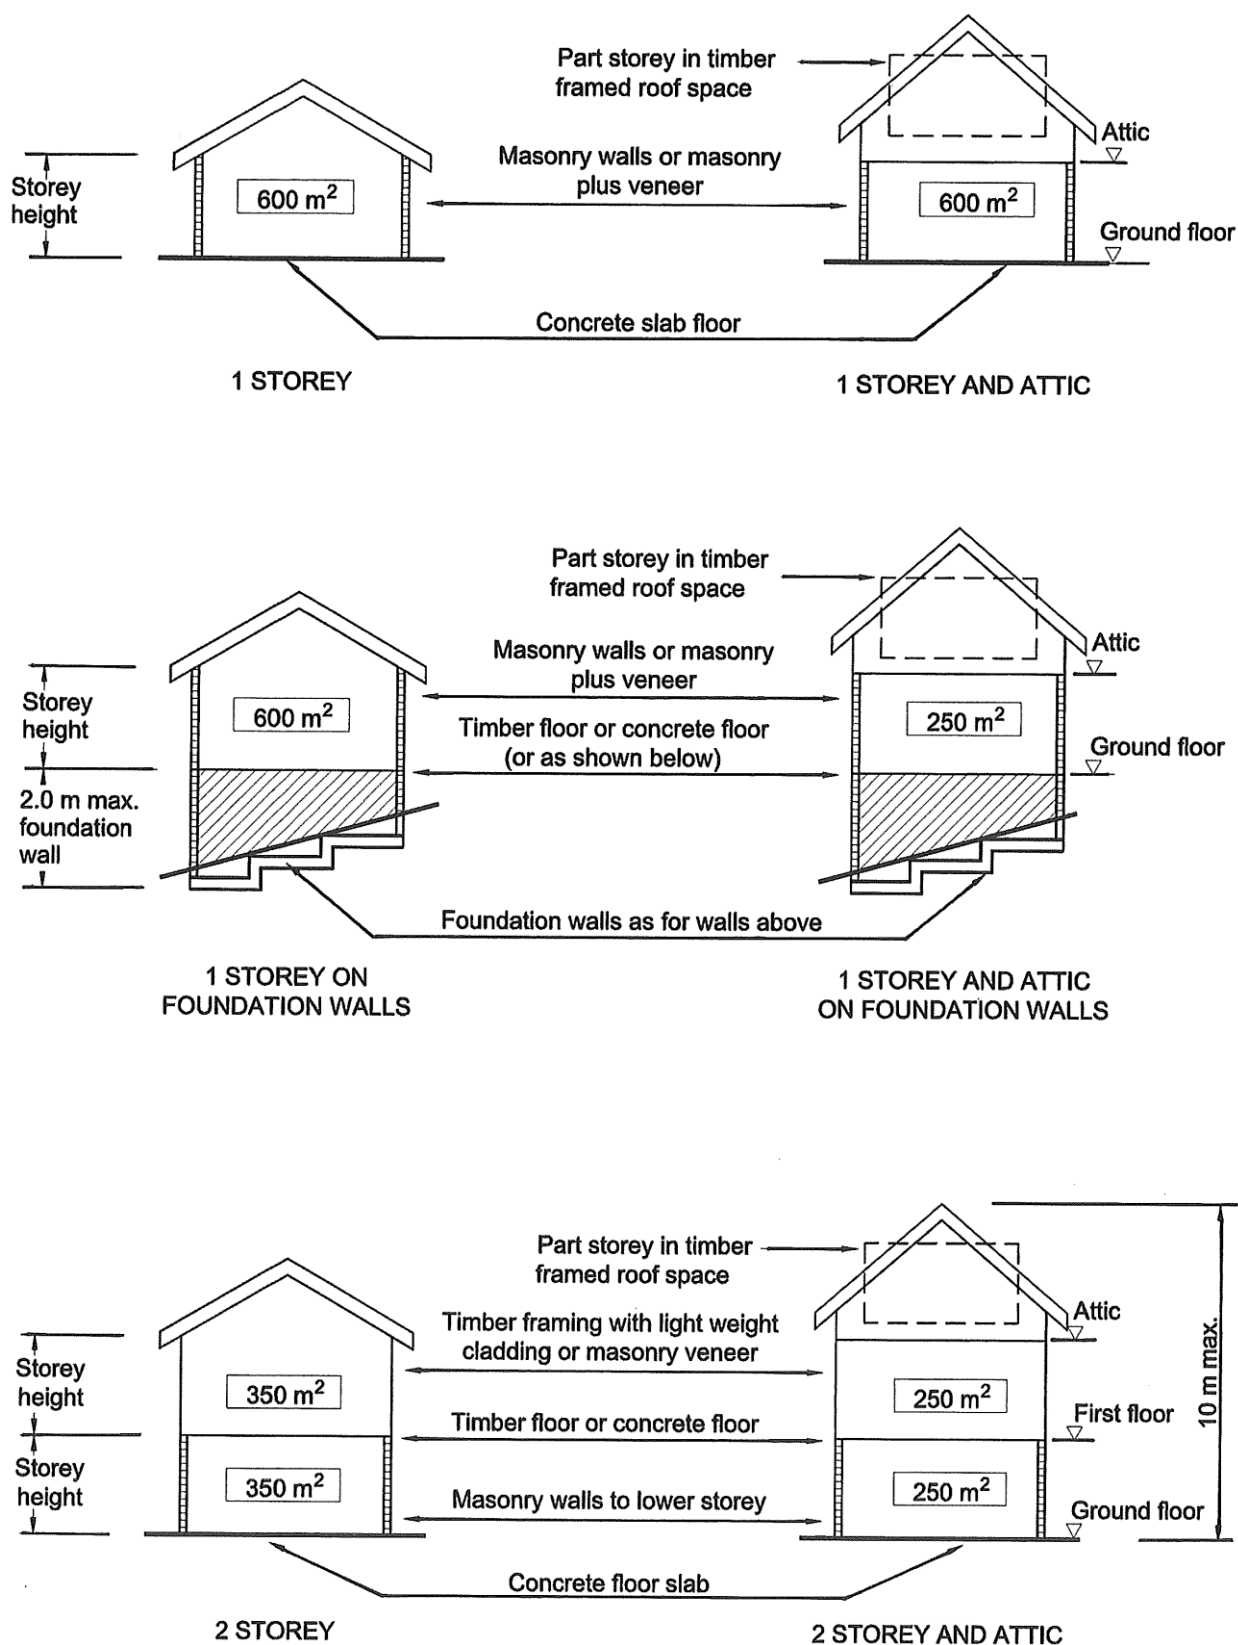 Part storey in timber
framed roof space
Attic
Masonry walls or masonry
plus veneer
Storey
height
600 m²
600 m²
Ground floor
Concrete slab floor
1 STOREY
1 STOREY AND ATTIC
Part storey in timber
framed roof space
Attic
Masonry walls or masonry
plus veneer
Storey
height
600 m²
250 m²
Timber floor or concrete floor
(or as shown below)
Ground floor
2.0 m max.
foundation
wall
Foundation walls as for walls above
1 STOREY ON
FOUNDATION WALLS
1 STOREY AND ATTIC
ON FOUNDATION WALLS
Part storey in timber
framed roof space
Attic
Timber framing with light weight
cladding or masonry veneer
Storey
height
350 m²
250 m²
10 m max.
Timber floor or concrete floor
First floor
Storey
height
350 m²
250 m²
Masonry walls to lower storey
Ground floor
Concrete floor slab
2 STOREY
2 STOREY AND ATTIC